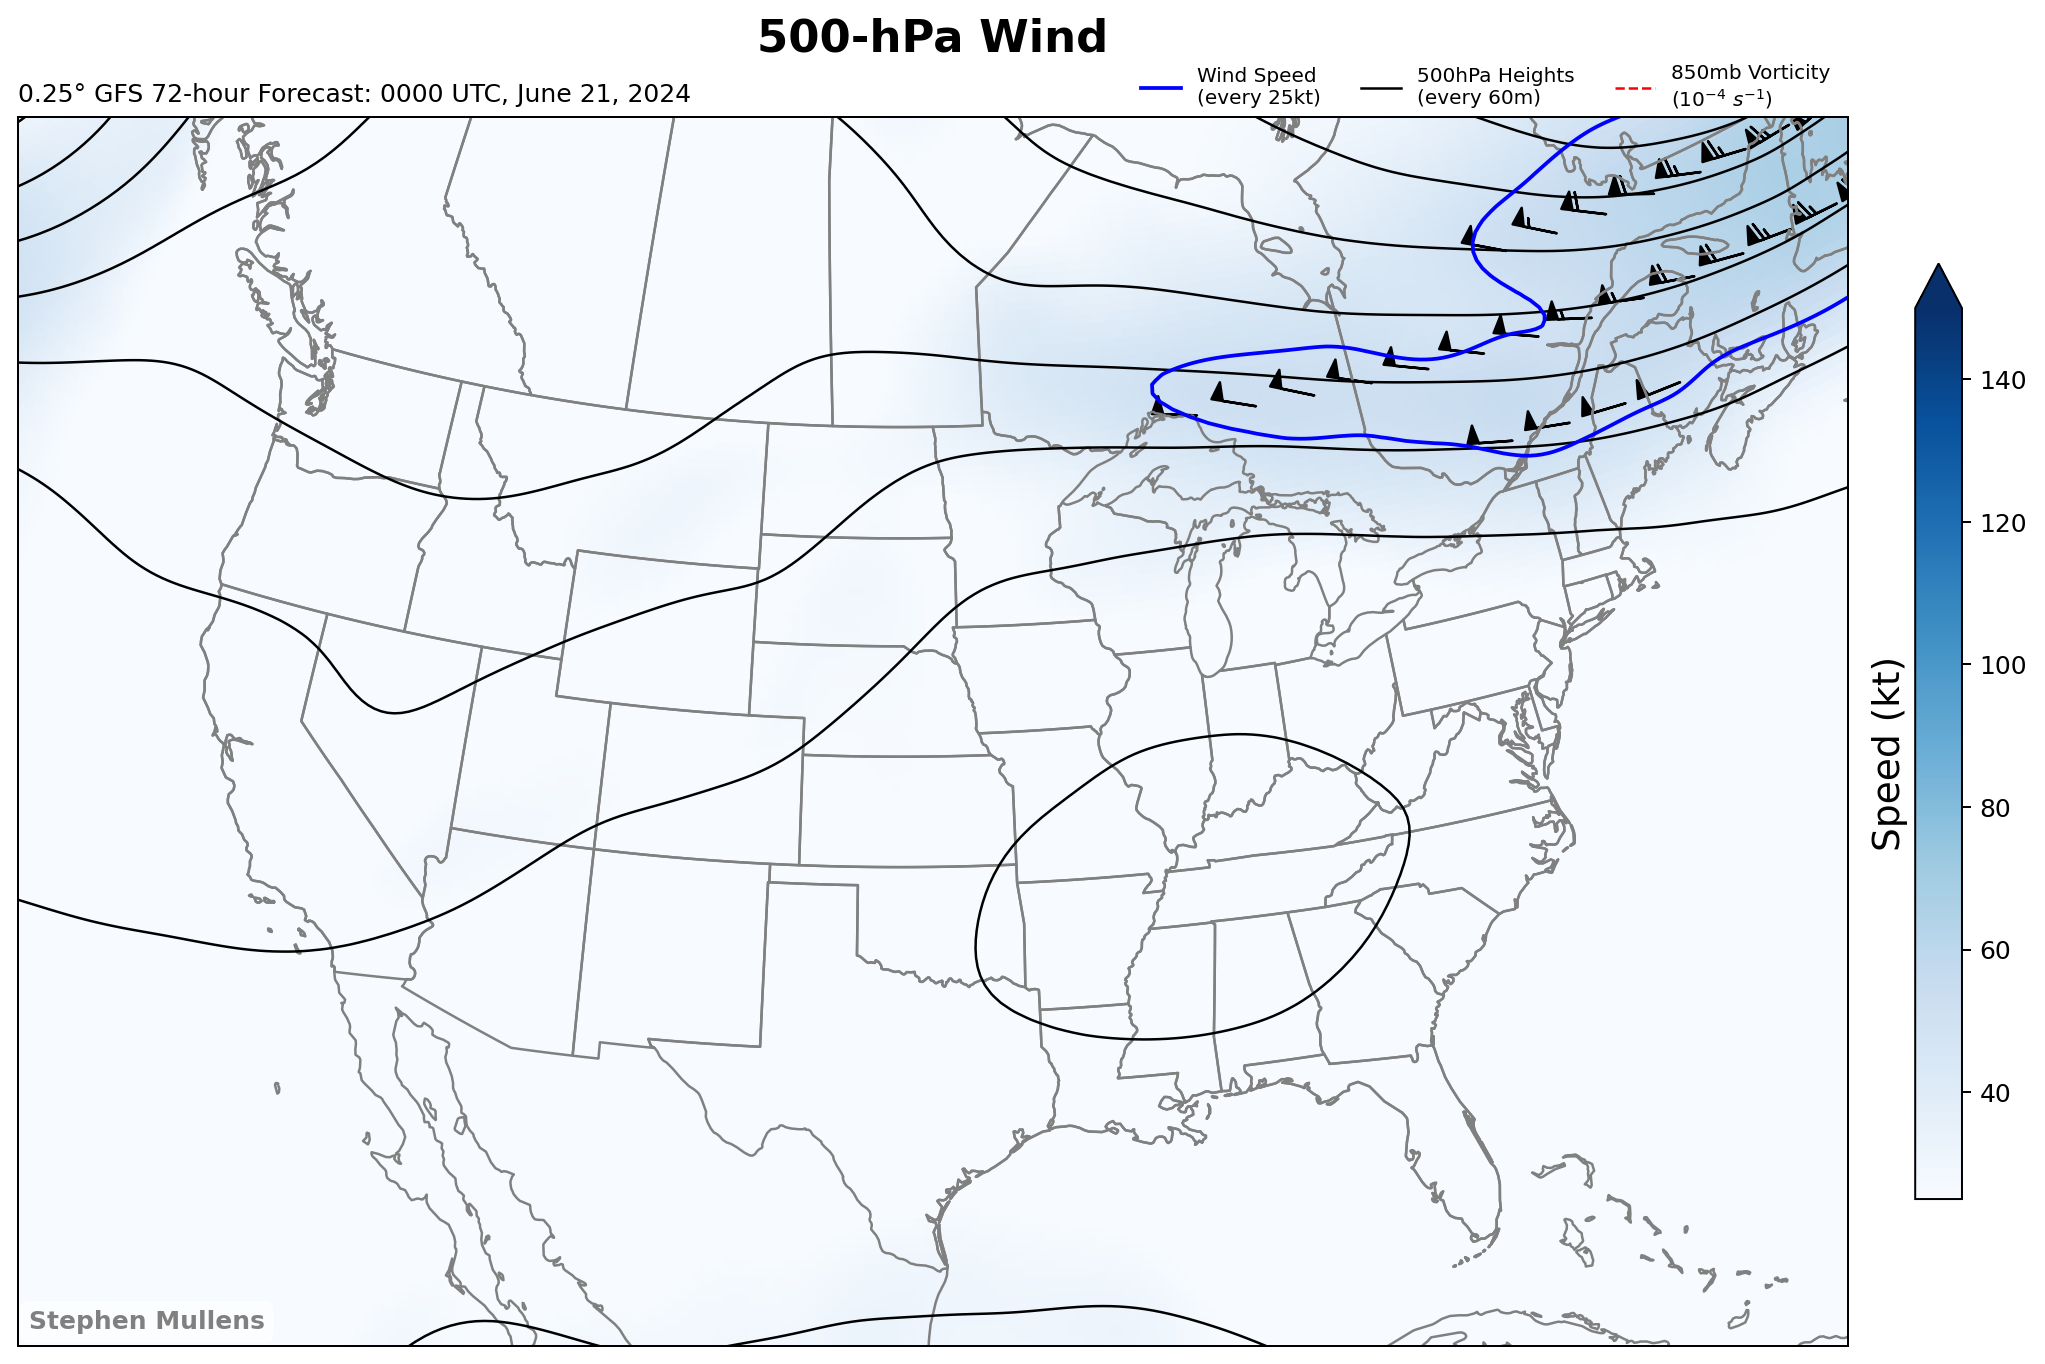 500-hPa Wind
0.25° GFS 72-hour Forecast: 0000 UTC, June 21, 2024
Wind Speed
(every 25kt)
500hPa Heights
(every 60m)
850mb Vorticity
(10⁻⁴ s⁻¹)
140
120
100
80
60
40
Speed (kt)
Stephen Mullens